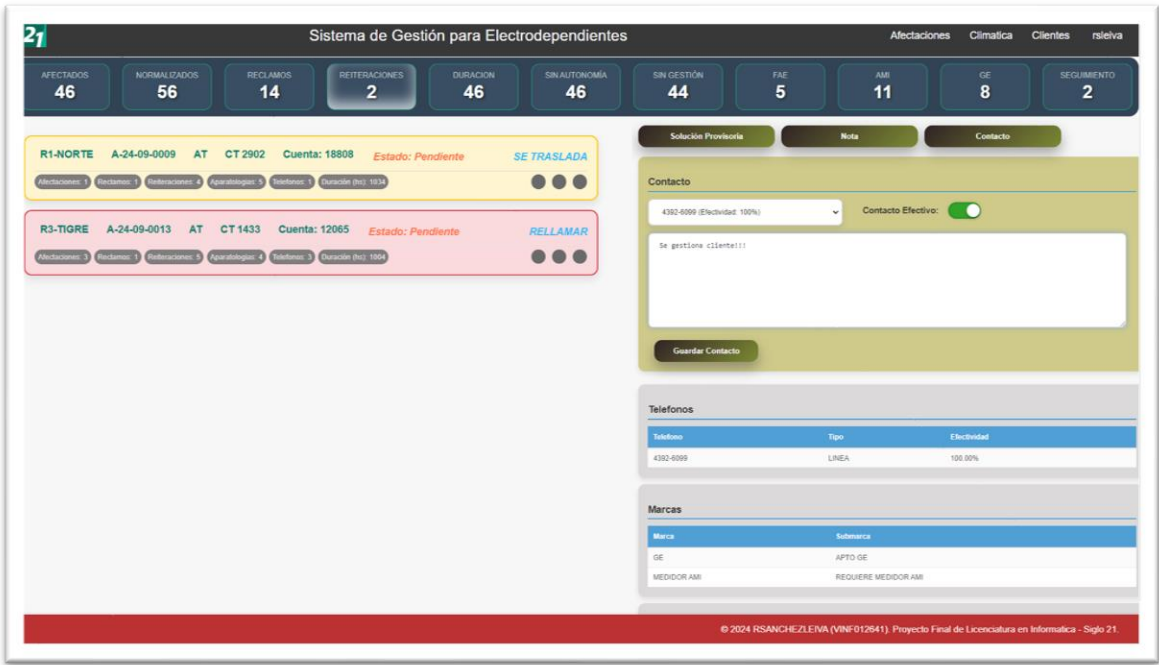 21 Sistema de Gestión para Electrodependientes Afectaciones Climatica Clientes rsleiva
AFECTADOS NORMALIZADOS RECLAMOS REITERACIONES DURACION SIN AUTONOMÍA SIN GESTIÓN FAE AMI GE SEGUIMIENTO
46 56 14 2 46 46 44 5 11 8 2
R1-NORTE A-24-09-0009 AT CT 2902 Cuenta: 18808 Estado: Pendiente SE TRASLADA
Afectaciones: 1 Reclamos: 1 Reiteraciones: 4 Aparatologias: 5 Telefonos: 1 Duración (hs): 1034
R3-TIGRE A-24-09-0013 AT CT 1433 Cuenta: 12065 Estado: Pendiente RELLAMAR
Afectaciones: 3 Reclamos: 1 Reiteraciones: 5 Aparatologias: 4 Telefonos: 3 Duración (hs): 1004
Solución Provisoria Nota Contacto
Contacto
4392-6099 (Efectividad: 100%) Contacto Efectivo:
Se gestiona cliente!!!
Guardar Contacto
Telefonos
Telefono Tipo Efectividad
4392-6099 LINEA 100.00%
Marcas
Marca Submarca
GE APTO GE
MEDIDOR AMI REQUIERE MEDIDOR AMI
© 2024 RSANCHEZLEIVA (VINF012641). Proyecto Final de Licenciatura en Informatica - Siglo 21.